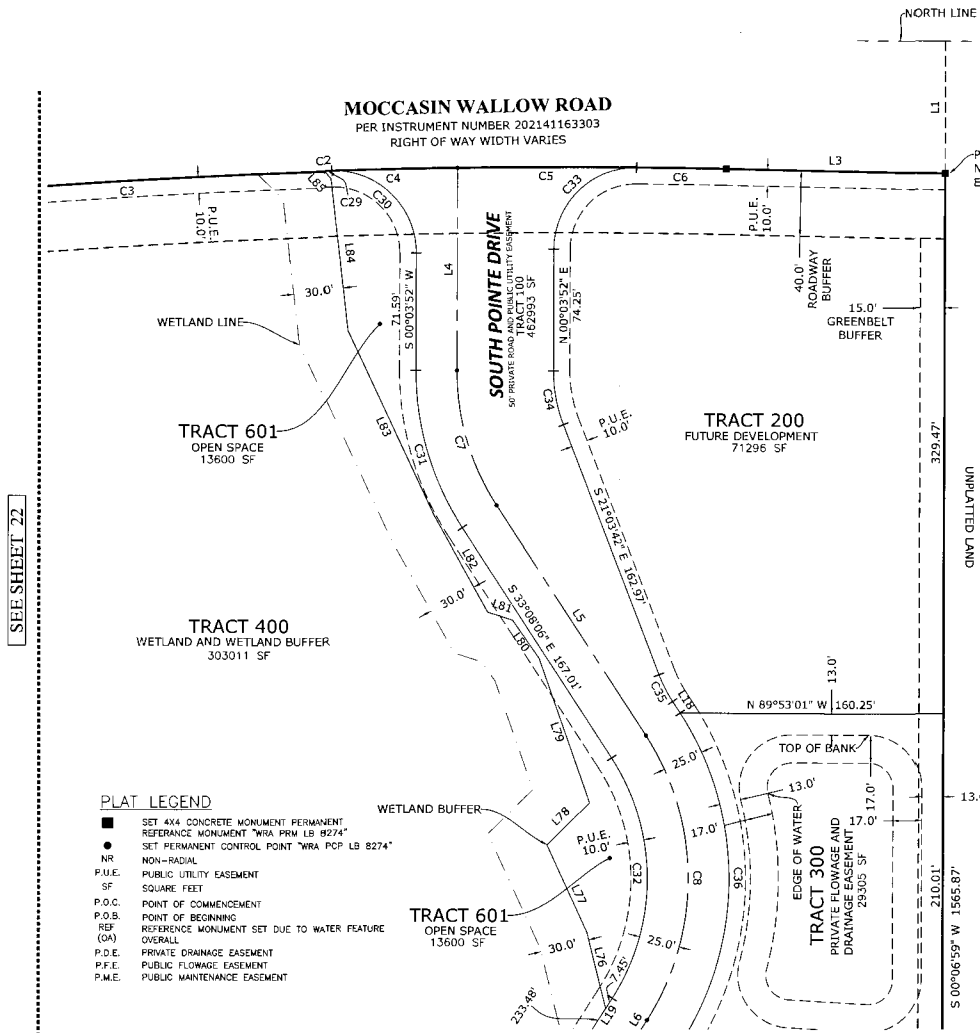 NORTH LINE
MOCCASIN WALLOW ROAD
PER INSTRUMENT NUMBER 202141163303
RIGHT OF WAY WIDTH VARIES
L1
C2
C3
C4
C5
C6
L3
L85
C29
C30
C33
P.U.E.
10.0'
L84
30.0'
71.59'
S 00°03'52" W
L4
SOUTH POINTE DRIVE
50' PRIVATE ROAD AND PUBLIC UTILITY EASEMENT
TRACT 100
462993 SF
N 00°03'52" E
74.25'
P.U.E.
10.0'
40.0'
ROADWAY
BUFFER
15.0'
GREENBELT
BUFFER
WETLAND LINE
TRACT 601
OPEN SPACE
13600 SF
L83
C31
C7
C34
P.U.E.
10.0'
TRACT 200
FUTURE DEVELOPMENT
71296 SF
329.47'
UNPLATTED LAND
SEE SHEET 22
S 21°03'42" E 162.97'
L82
30.0'
L81
L80
S 33°08'06" E 167.01'
L5
TRACT 400
WETLAND AND WETLAND BUFFER
303011 SF
C35
L18
13.0'
N 89°53'01" W 160.25'
L79
25.0'
TOP OF BANK
13.0'
17.0'
17.0'
17.0'
13.0
L78
WETLAND BUFFER
P.U.E.
10.0'
EDGE OF WATER
TRACT 300
PRIVATE FLOWAGE AND
DRAINAGE EASEMENT
29305 SF
C32
C8
C36
L77
TRACT 601
OPEN SPACE
13600 SF
30.0'
L76
25.0'
7.45'
233.48'
L19
L6
210.01'
S 00°06'59" W 1565.87'
PLAT LEGEND
SET 4X4 CONCRETE MONUMENT PERMANENT
REFERANCE MONUMENT "WRA PRM LB 8274"
SET PERMANENT CONTROL POINT "WRA PCP LB 8274"
NR NON-RADIAL
P.U.E. PUBLIC UTILITY EASEMENT
SF SQUARE FEET
P.O.C. POINT OF COMMENCEMENT
P.O.B. POINT OF BEGINNING
REF REFERENCE MONUMENT SET DUE TO WATER FEATURE
(OA) OVERALL
P.D.E. PRIVATE DRAINAGE EASEMENT
P.F.E. PUBLIC FLOWAGE EASEMENT
P.M.E. PUBLIC MAINTENANCE EASEMENT